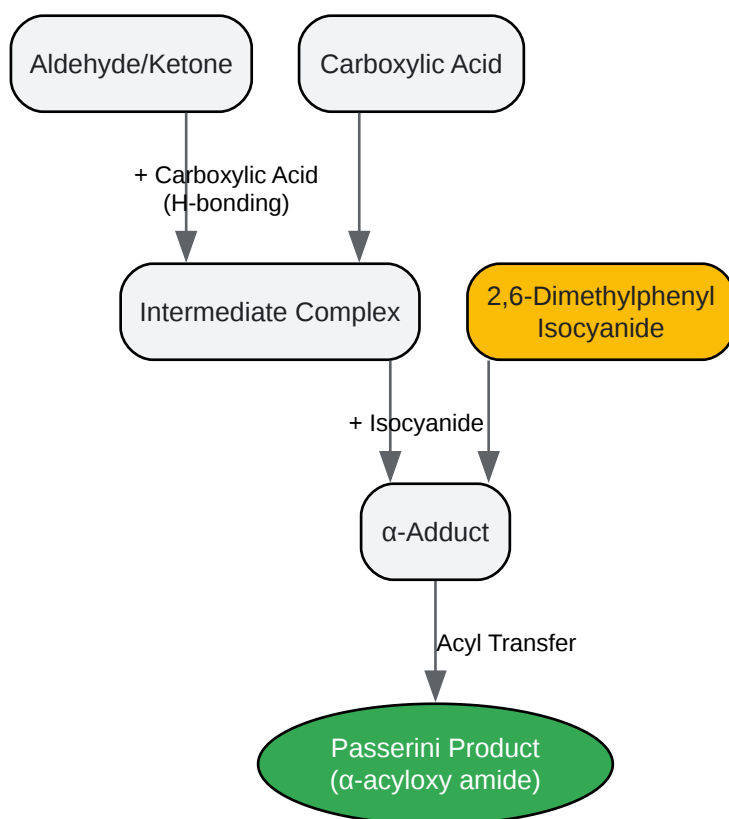 Aldehyde/Ketone
Carboxylic Acid
+ Carboxylic Acid
(H-bonding)
Intermediate Complex
2,6-Dimethylphenyl
Isocyanide
+ Isocyanide
α-Adduct
Acyl Transfer
Passerini Product
(α-acyloxy amide)